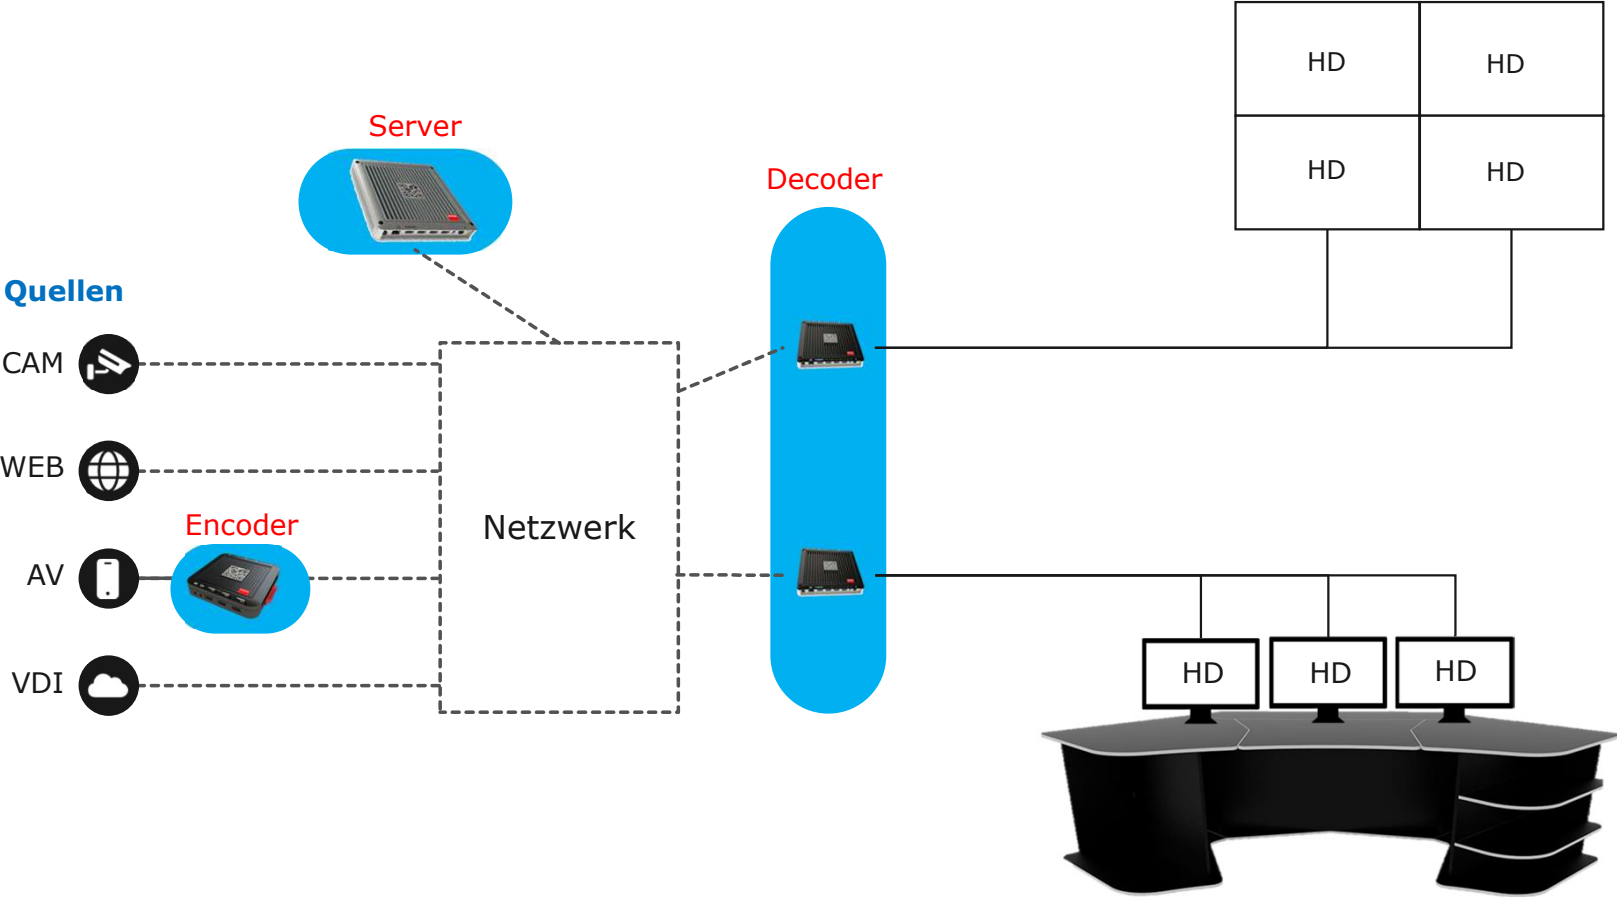 Server
Decoder
Quellen
CAM
WEB
Encoder
AV
VDI
Netzwerk
HD
HD
HD
HD
HD
HD
HD